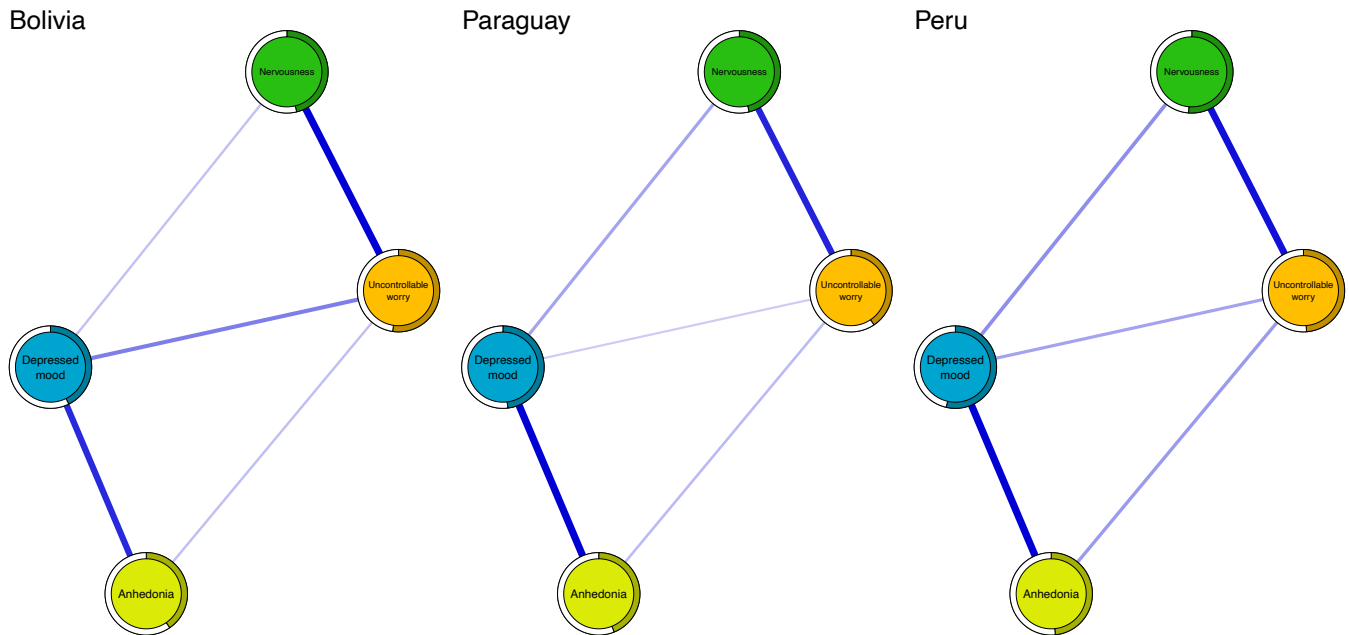 Bolivia
Nervousness
Uncontrollable
worry
Depressed
mood
Anhedonia
Paraguay
Nervousness
Uncontrollable
worry
Depressed
mood
Anhedonia
Peru
Nervousness
Uncontrollable
worry
Depressed
mood
Anhedonia